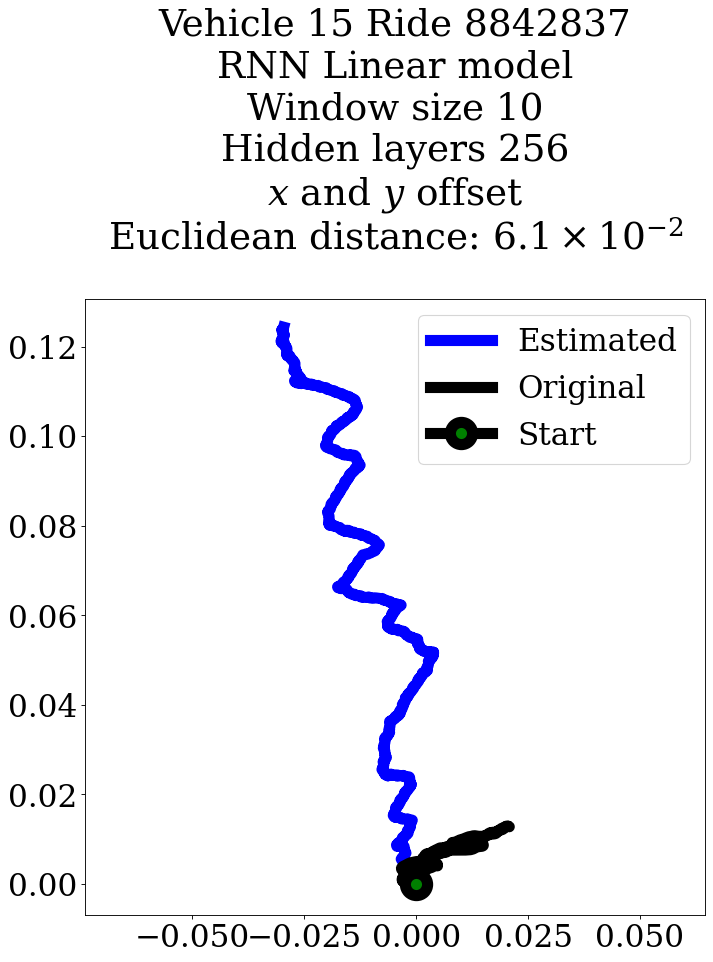 Vehicle 15 Ride 8842837
RNN Linear model
Window size 10
Hidden layers 256
x and y offset
Euclidean distance: 6.1 × 10⁻²
Estimated
Original
Start
0.12
0.10
0.08
0.06
0.04
0.02
0.00
−0.050 −0.025 0.000 0.025 0.050